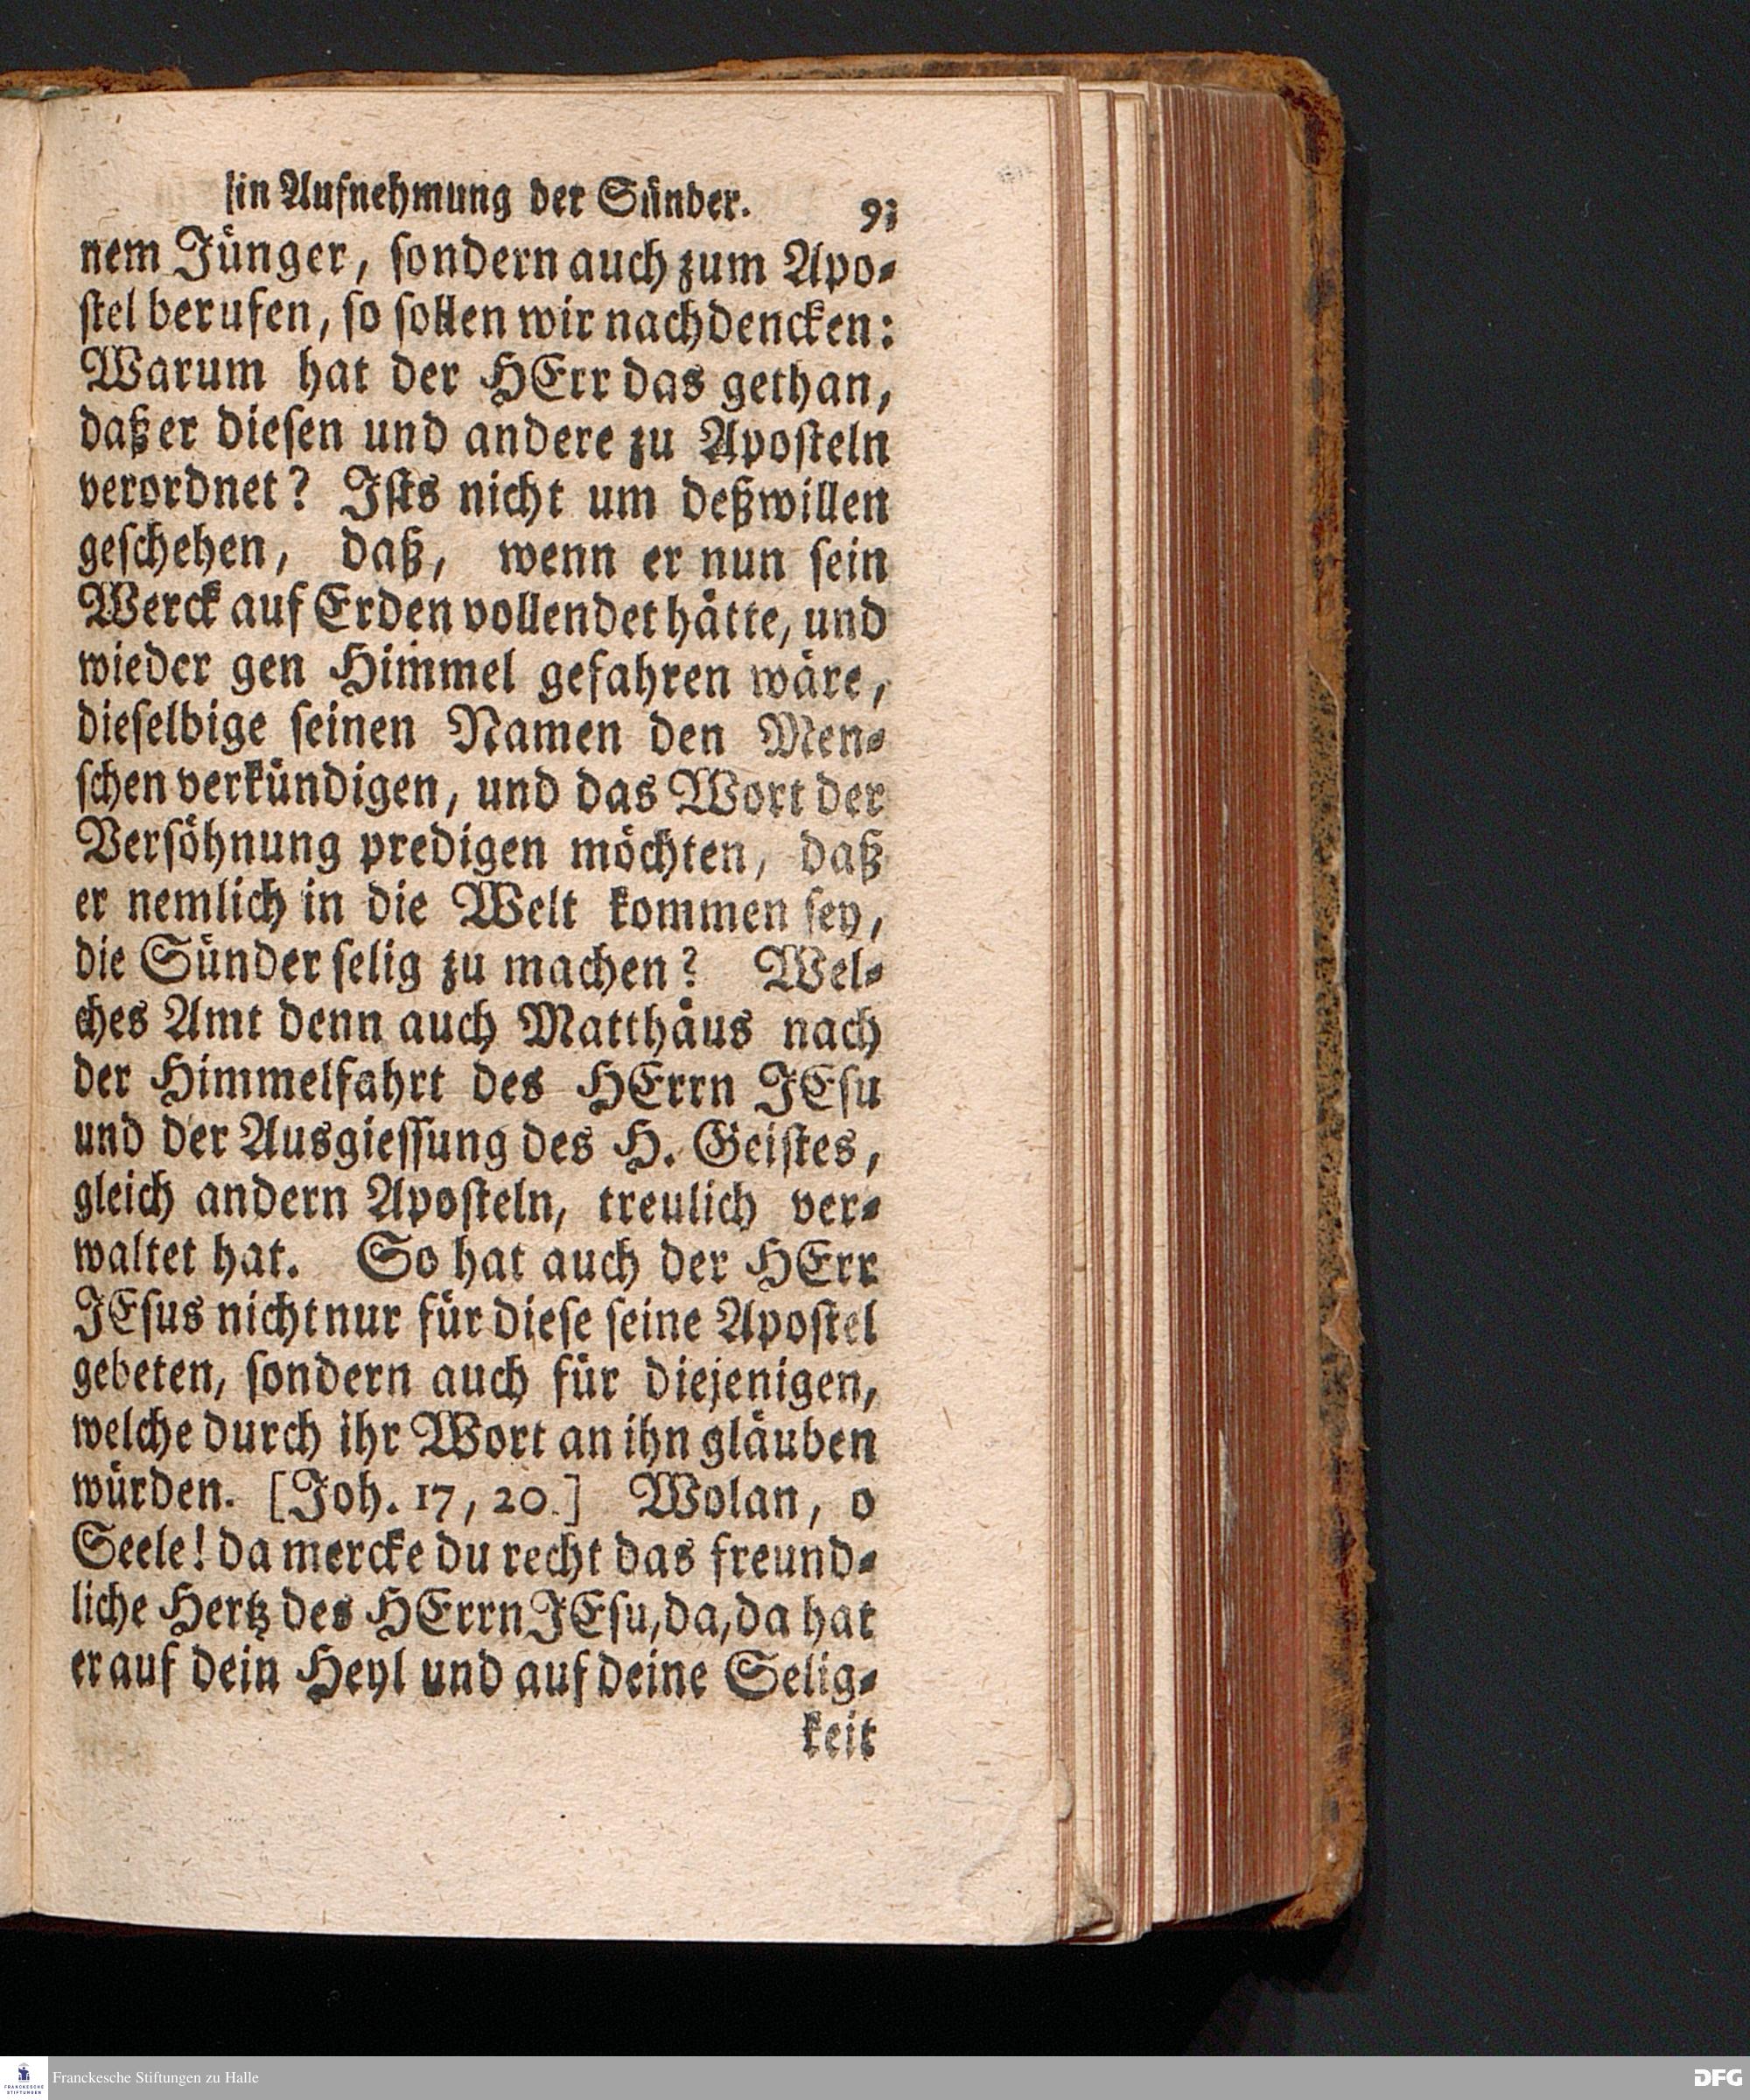 in Aufnehmung der Sünder. 93
nem Jünger, ſondern auch zum Apo⸗
ſtel berufen, ſo ſollen wir nachdencken:
Warum hat der HErr das gethan,
daß er dieſen und andere zu Apoſteln
verordnet? Iſts nicht um deßwillen
geſchehen, daß, wenn er nun ſein
Werck auf Erden vollendet hätte, und
wieder gen Himmel gefahren wäre,
dieſelbige ſeinen Namen den Men⸗
ſchen verkündigen, und das Wort der
Verſöhnung predigen möchten, daß
er nemlich in die Welt kommen ſey,
die Sünder ſelig zu machen? Wel⸗
ches Amt denn auch Matthäus nach
der Himmelfahrt des HErrn JEſu
und der Ausgieſſung des H. Geiſtes,
gleich andern Apoſteln, treulich ver⸗
waltet hat. So hat auch der HErr
JEſus nicht nur für dieſe ſeine Apoſtel
gebeten, ſondern auch für diejenigen,
welche durch ihr Wort an ihn gläuben
würden. [Joh. 17, 20.] Wolan, o
Seele! da mercke du recht das freund⸗
liche Hertz des HErrn JEſu, da, da hat
er auf dein Heyl und auf deine Selig⸗
keit
FRANCKESCHE
STIFTUNGEN
Franckesche Stiftungen zu Halle
DFG